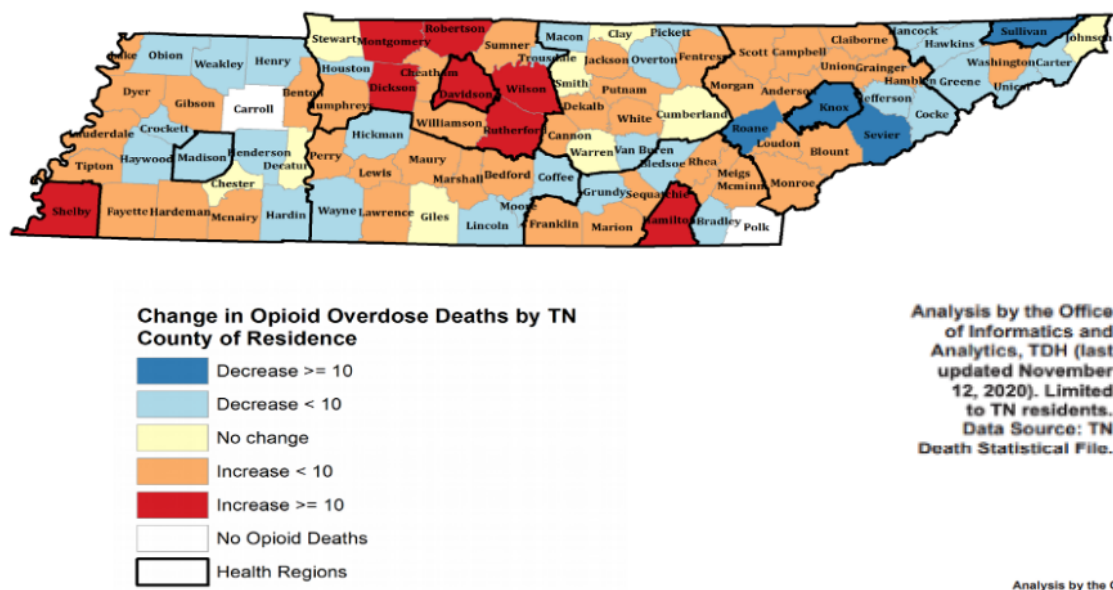 Stewart Montgomery Robertson Sumner Macon Clay Pickett Claiborne Hancock Sullivan Johnson
Lake Obion Weakley Henry Houston Cheatham Trousdale Jackson Overton Fentress Scott Campbell Union Grainger Hawkins Washington Carter
Dyer Gibson Carroll Benton Humphreys Dickson Davidson Wilson Smith Putnam Morgan Anderson Hamblen Greene Unicoi
Lauderdale Crockett Williamson Rutherford Dekalb White Cumberland Roane Knox Jefferson Cocke
Tipton Haywood Madison Henderson Decatur Perry Hickman Maury Cannon Warren Van Buren Bledsoe Rhea Loudon Blount Sevier
Chester Lewis Marshall Bedford Coffee Grundy Sequatchie Meigs Mcminn Monroe
Shelby Fayette Hardeman Mcnairy Hardin Wayne Lawrence Giles Lincoln Moore Franklin Marion Hamilton Bradley Polk
Change in Opioid Overdose Deaths by TN
County of Residence
Decrease >= 10
Decrease < 10
No change
Increase < 10
Increase >= 10
No Opioid Deaths
Health Regions
Analysis by the Office
of Informatics and
Analytics, TDH (last
updated November
12, 2020). Limited
to TN residents.
Data Source: TN
Death Statistical File.
Analysis by the